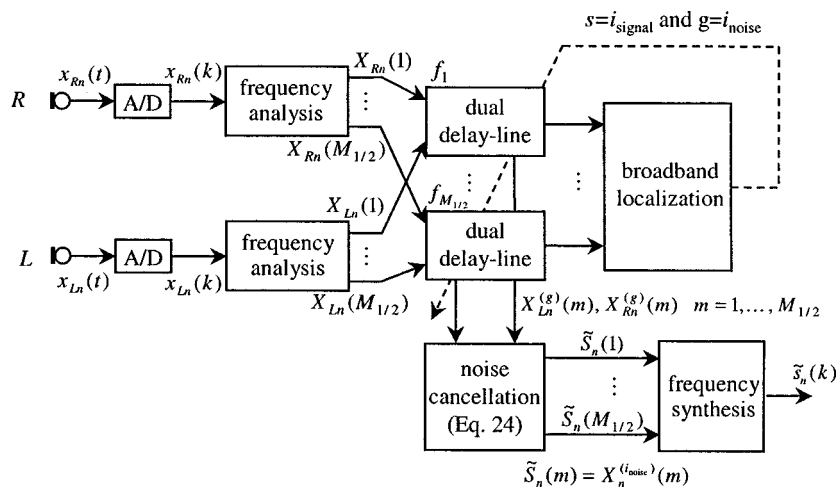 s=i_signal and g=i_noise
R
x_Rn(t)
A/D
x_Rn(k)
frequency
analysis
X_Rn(1)
⋮
X_Rn(M_1/2)
f_1
dual
delay-line
⋮
broadband
localization
L
x_Ln(t)
A/D
x_Ln(k)
frequency
analysis
X_Ln(1)
⋮
X_Ln(M_1/2)
f_M_1/2
dual
delay-line
⋮
X_Ln^(g)(m), X_Rn^(g)(m) m = 1,..., M_1/2
noise
cancellation
(Eq. 24)
S̃_n(1)
⋮
S̃_n(M_1/2)
frequency
synthesis
s̃_n(k)
S̃_n(m) = X_n^(i_noise)(m)